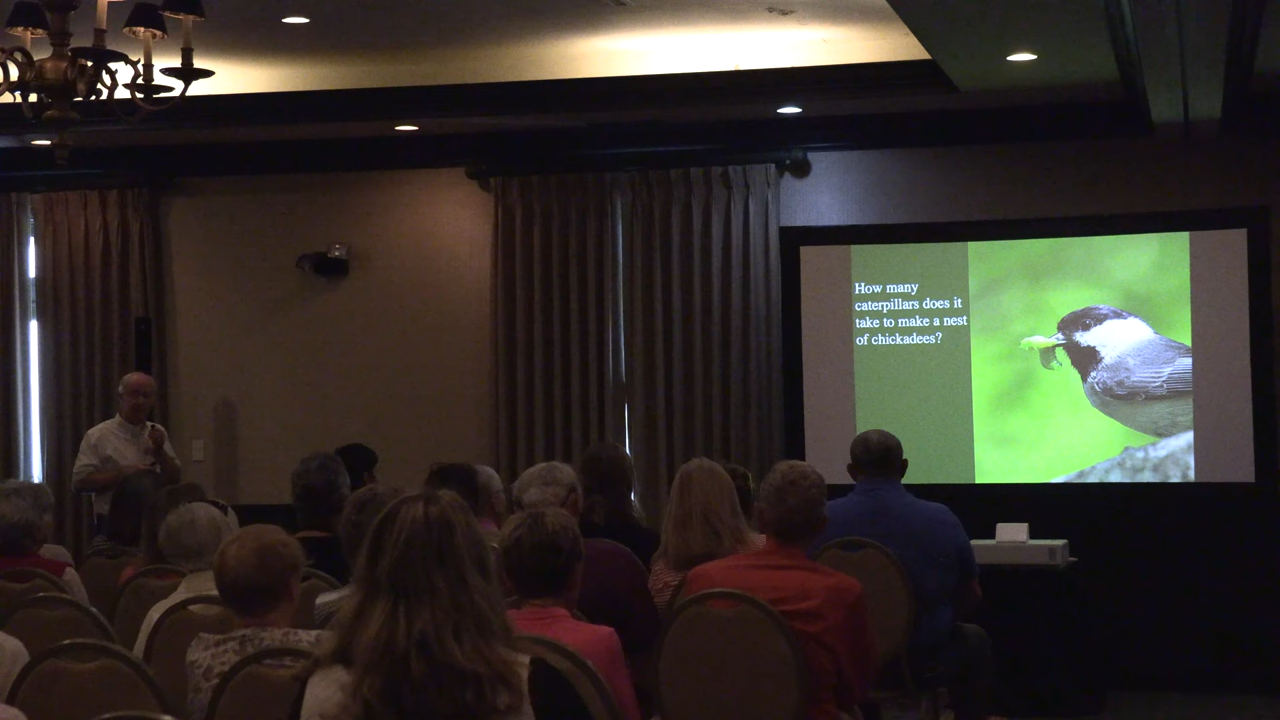 How many
caterpillars does it
take to make a nest
of chickadees?